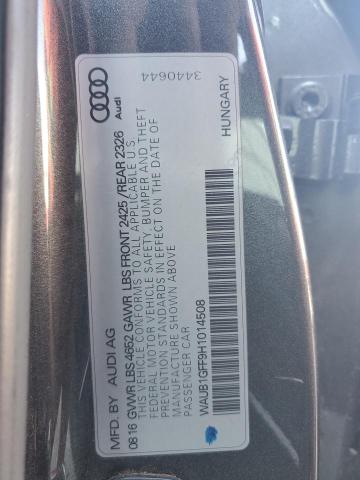 MFD. BY AUDI AG
0816 GVWR LBS 4652 GAWR LBS FRONT 2425 /REAR 2326
THIS VEHICLE CONFORMS TO ALL APPLICABLE U S
FEDERAL MOTOR VEHICLE SAFETY, BUMPER AND THEFT
PREVENTION STANDARDS IN EFFECT ON THE DATE OF
MANUFACTURE SHOWN ABOVE
PASSENGER CAR
WAUB1GFF9H1014508
HUNGARY
Audi
3440644